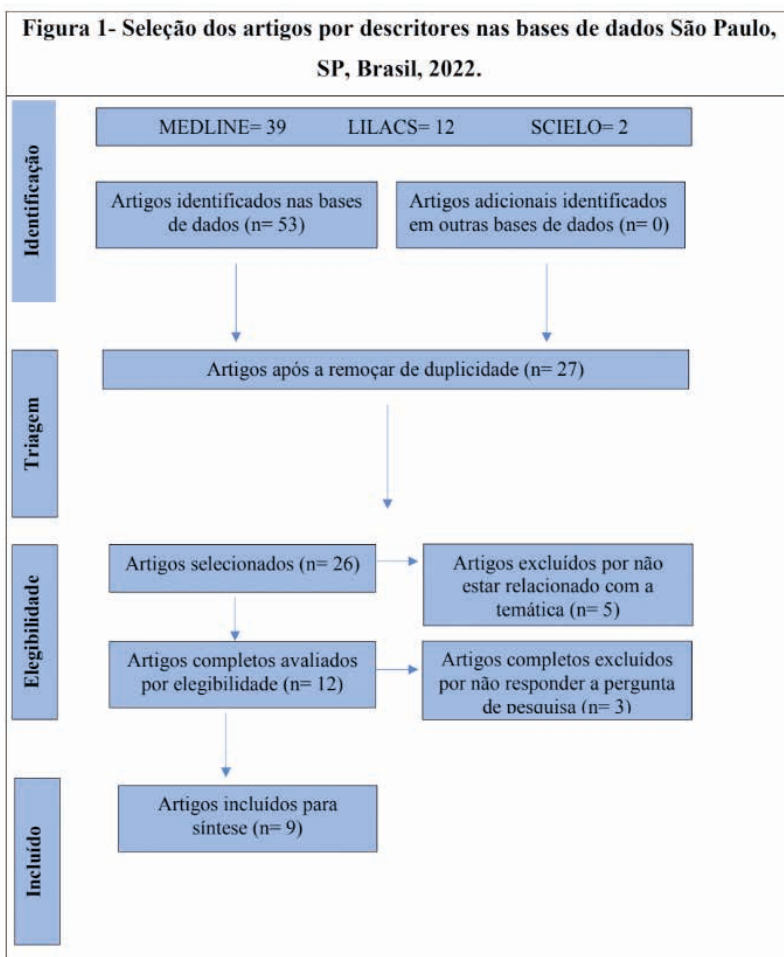 Figura 1- Seleção dos artigos por descritores nas bases de dados São Paulo,
SP, Brasil, 2022.
Identificação
MEDLINE= 39 LILACS= 12 SCIELO= 2
Artigos identificados nas bases
de dados (n= 53)
Artigos adicionais identificados
em outras bases de dados (n= 0)
Triagem
Artigos após a remoçar de duplicidade (n= 27)
Elegibilidade
Artigos selecionados (n= 26)
Artigos excluídos por não
estar relacionado com a
temática (n= 5)
Artigos completos avaliados
por elegibilidade (n= 12)
Artigos completos excluídos
por não responder a pergunta
de pesquisa (n= 3)
Incluído
Artigos incluídos para
síntese (n= 9)